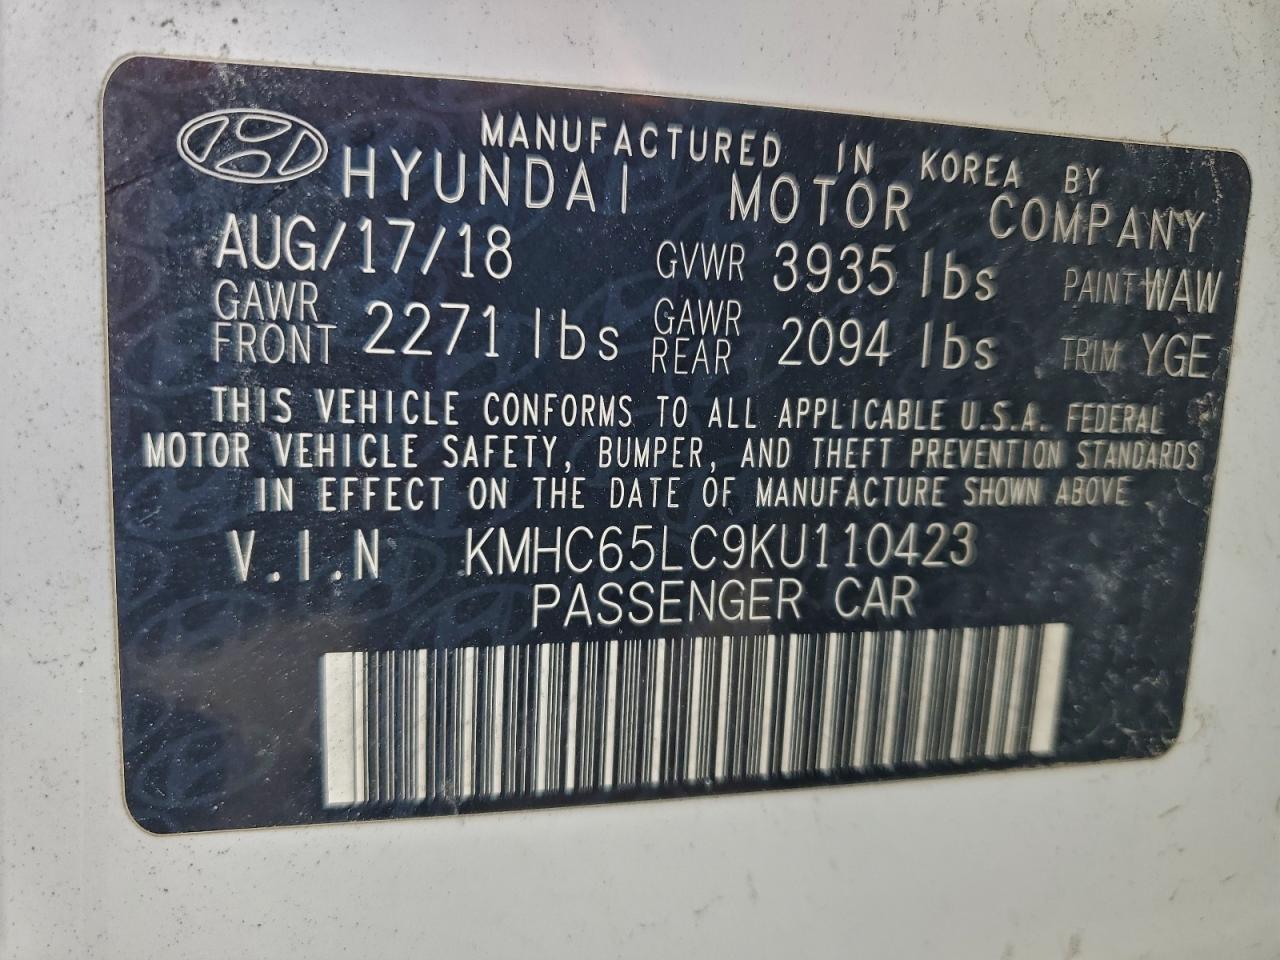 MANUFACTURED IN KOREA BY
HYUNDAI MOTOR COMPANY
AUG/17/18 GVWR 3935 lbs PAINT WAW
GAWR FRONT 2271 lbs GAWR REAR 2094 lbs TRIM YGE
THIS VEHICLE CONFORMS TO ALL APPLICABLE U.S.A. FEDERAL
MOTOR VEHICLE SAFETY, BUMPER, AND THEFT PREVENTION STANDARDS
IN EFFECT ON THE DATE OF MANUFACTURE SHOWN ABOVE
V.I.N KMHC65LC9KU110423
PASSENGER CAR